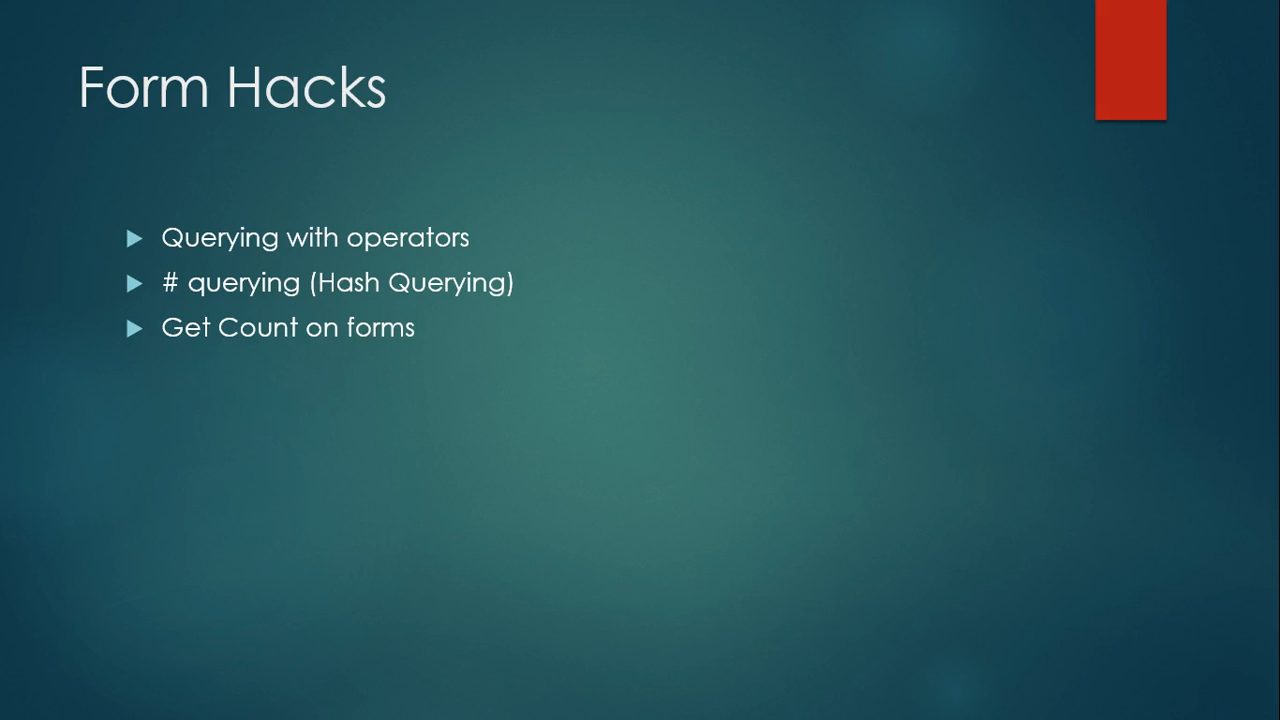 Form Hacks
Querying with operators
# querying (Hash Querying)
Get Count on forms